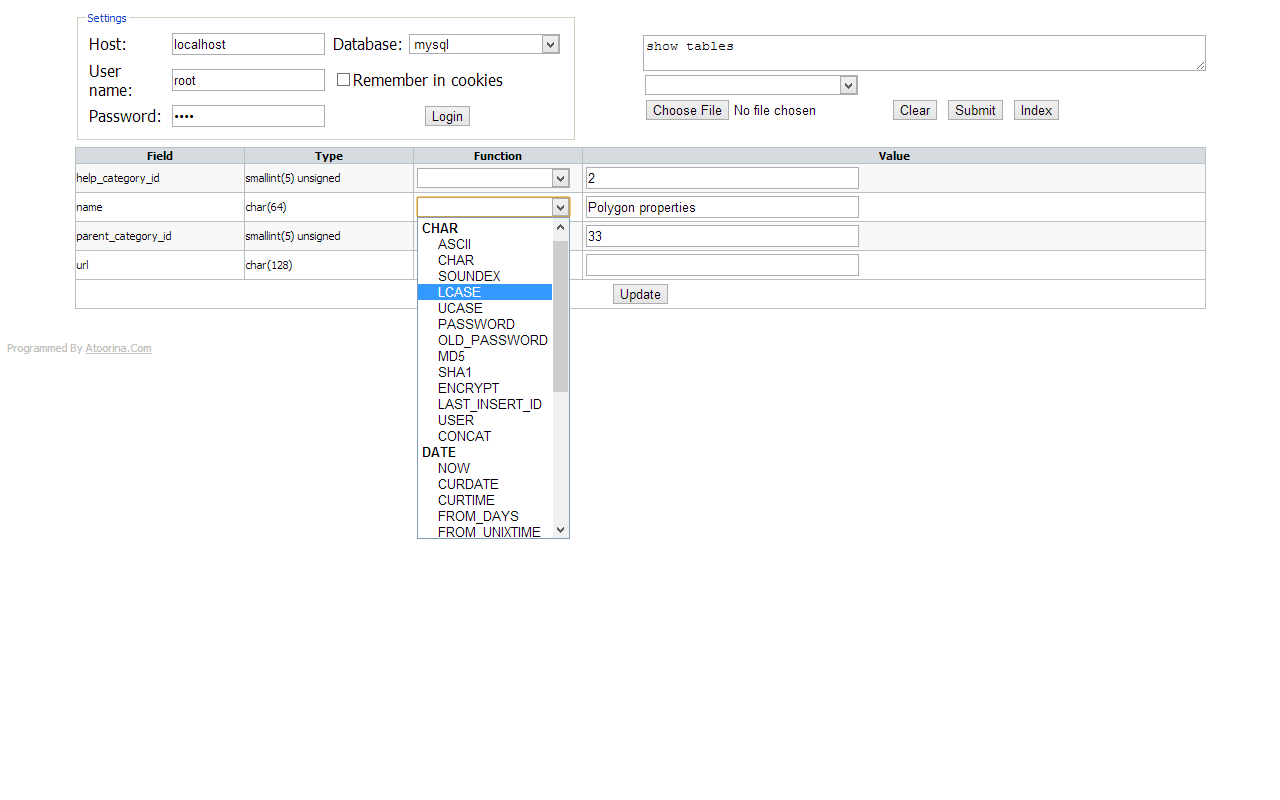 Settings
Host: localhost Database: mysql
User name: root Remember in cookies
Password: •••• Login
show tables
Choose File No file chosen Clear Submit Index
Field Type Function Value
help_category_id smallint(5) unsigned 2
name char(64) Polygon properties
parent_category_id smallint(5) unsigned 33
url char(128)
CHAR
ASCII
CHAR
SOUNDEX
LCASE
UCASE
PASSWORD
OLD_PASSWORD
MD5
SHA1
ENCRYPT
LAST_INSERT_ID
USER
CONCAT
DATE
NOW
CURDATE
CURTIME
FROM_DAYS
FROM_UNIXTIME
Update
Programmed By Atoorina.Com